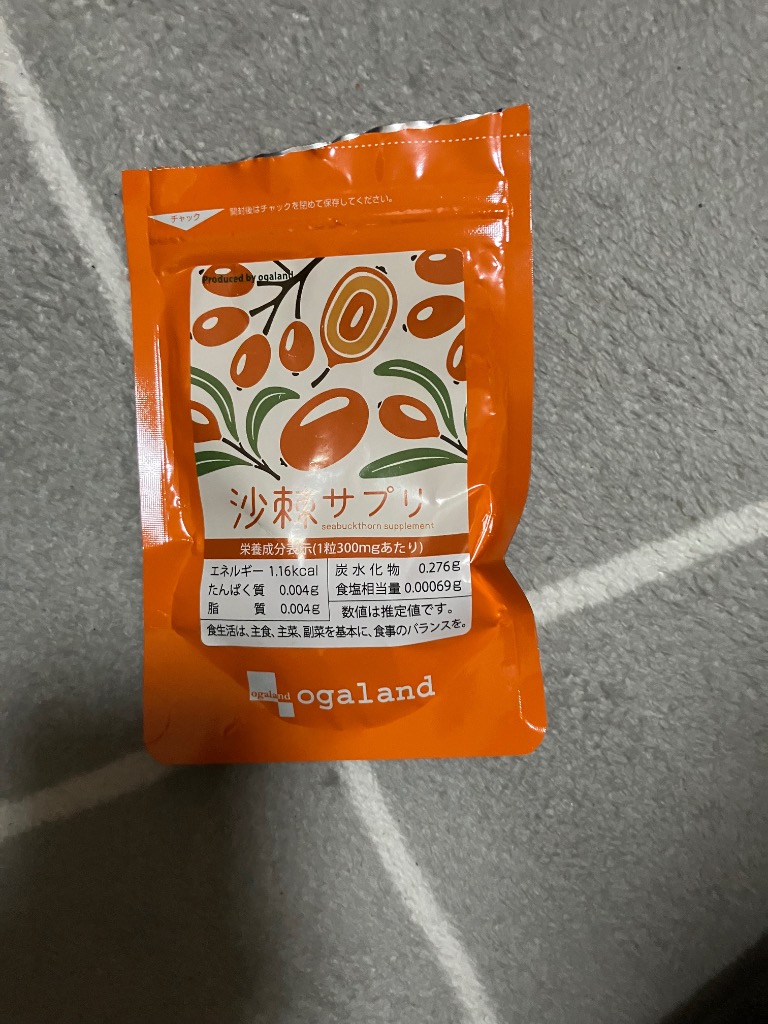 チャック
開封後はチャックを閉めて保存してください。
Produced by ogaland
沙棘サプリ
seabuckthorn supplement
栄養成分表示(1粒300mgあたり)
エネルギー 1.16kcal 炭水化物 0.276g
たんぱく質 0.004g 食塩相当量 0.00069g
脂質 0.004g 数値は推定値です。
食生活は、主食、主菜、副菜を基本に、食事のバランスを。
ogaland ogaland